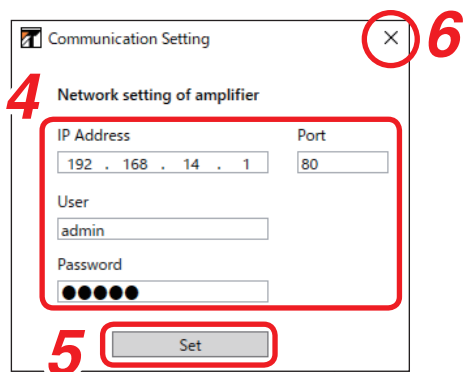 Communication Setting
6
4
Network setting of amplifier
IP Address Port
192 . 168 . 14 . 1 80
User
admin
Password
●●●●●
5 Set